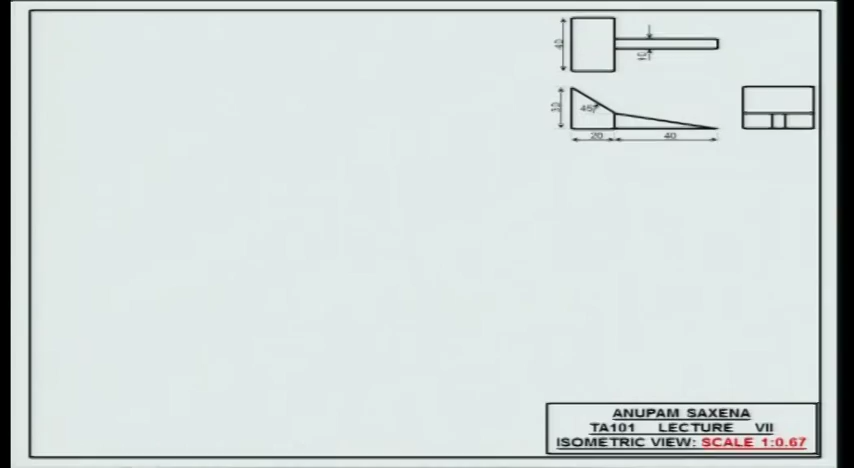 40
10
30
45°
20
40
ANUPAM SAXENA
TA101 LECTURE VII
ISOMETRIC VIEW: SCALE 1:0.67